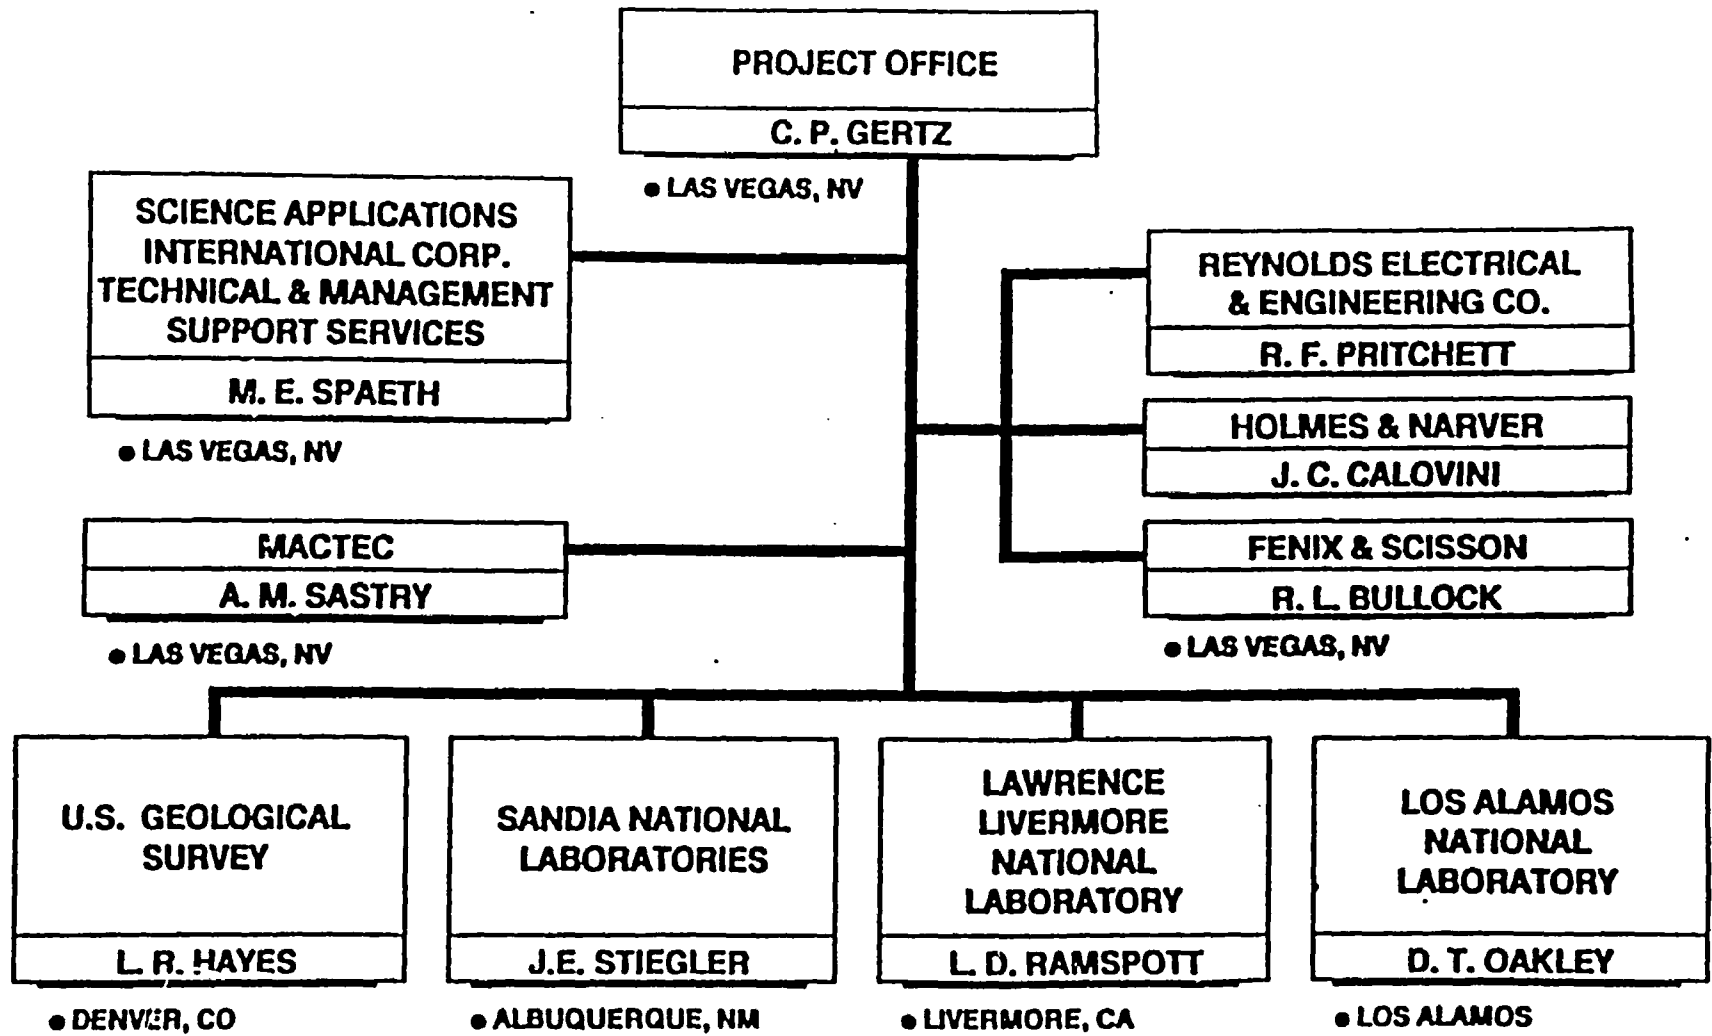 PROJECT OFFICE
C. P. GERTZ
● LAS VEGAS, NV
SCIENCE APPLICATIONS
INTERNATIONAL CORP.
TECHNICAL & MANAGEMENT
SUPPORT SERVICES
M. E. SPAETH
● LAS VEGAS, NV
REYNOLDS ELECTRICAL
& ENGINEERING CO.
R. F. PRITCHETT
HOLMES & NARVER
J. C. CALOVINI
MACTEC
A. M. SASTRY
● LAS VEGAS, NV
FENIX & SCISSON
R. L. BULLOCK
● LAS VEGAS, NV
U.S. GEOLOGICAL
SURVEY
L. R. HAYES
● DENVER, CO
SANDIA NATIONAL
LABORATORIES
J.E. STIEGLER
● ALBUQUERQUE, NM
LAWRENCE
LIVERMORE
NATIONAL
LABORATORY
L. D. RAMSPOTT
● LIVERMORE, CA
LOS ALAMOS
NATIONAL
LABORATORY
D. T. OAKLEY
● LOS ALAMOS